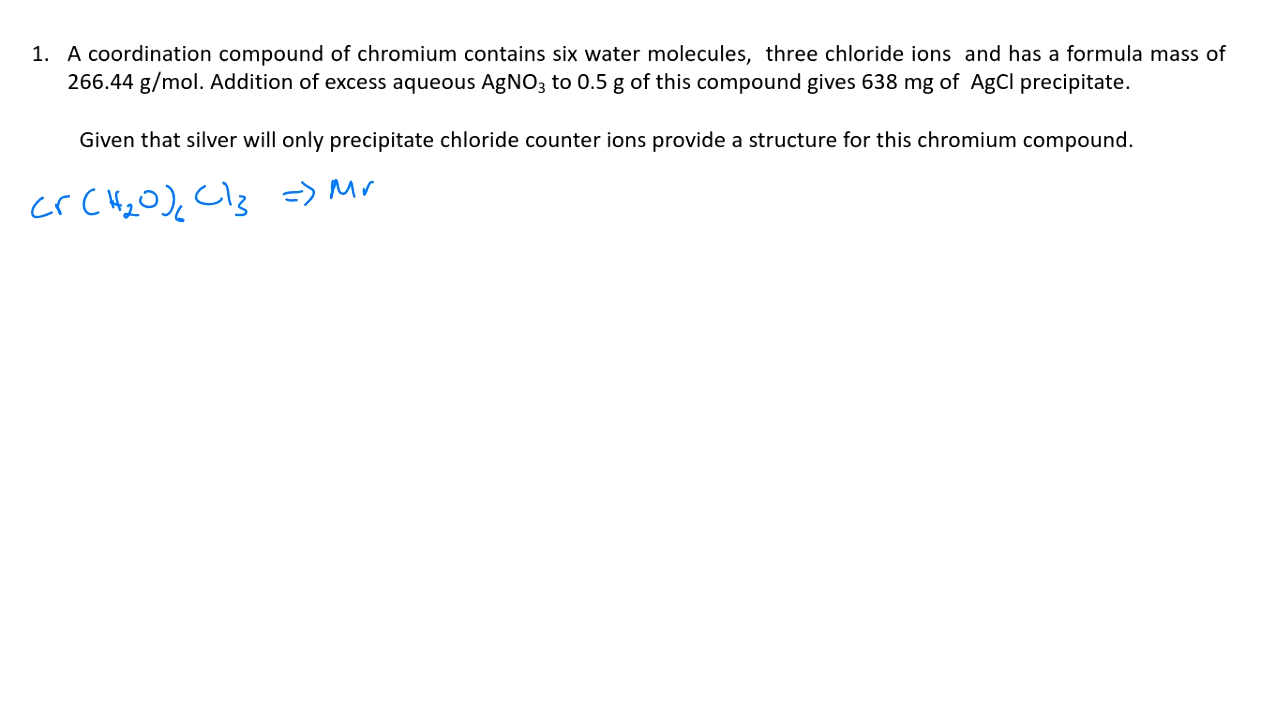 1. A coordination compound of chromium contains six water molecules, three chloride ions and has a formula mass of
266.44 g/mol. Addition of excess aqueous AgNO₃ to 0.5 g of this compound gives 638 mg of AgCl precipitate.
Given that silver will only precipitate chloride counter ions provide a structure for this chromium compound.
Cr(H₂O)₆Cl₃ => Mr